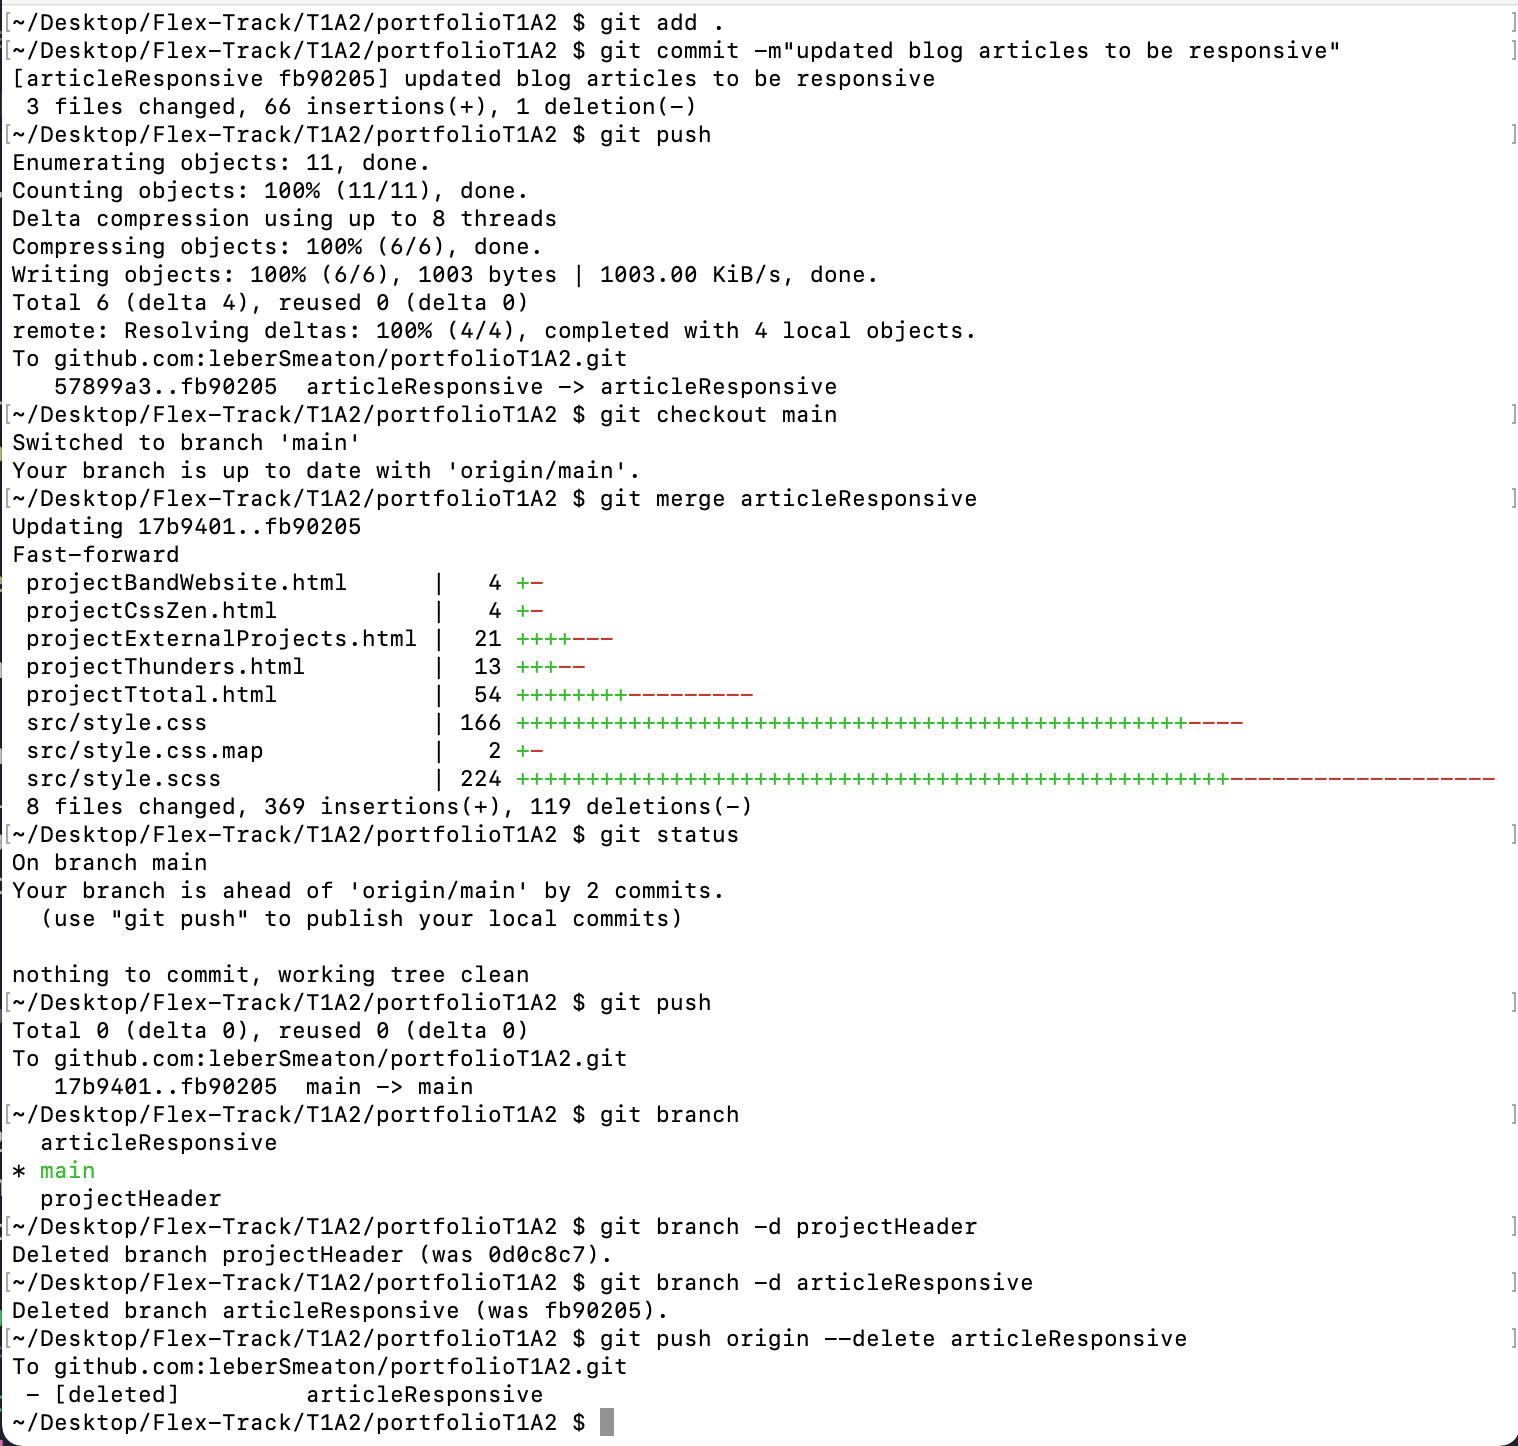 [~/Desktop/Flex-Track/T1A2/portfolioT1A2 $ git add . ]
[~/Desktop/Flex-Track/T1A2/portfolioT1A2 $ git commit -m"updated blog articles to be responsive" ]
[articleResponsive fb90205] updated blog articles to be responsive
 3 files changed, 66 insertions(+), 1 deletion(-)
[~/Desktop/Flex-Track/T1A2/portfolioT1A2 $ git push ]
Enumerating objects: 11, done.
Counting objects: 100% (11/11), done.
Delta compression using up to 8 threads
Compressing objects: 100% (6/6), done.
Writing objects: 100% (6/6), 1003 bytes | 1003.00 KiB/s, done.
Total 6 (delta 4), reused 0 (delta 0)
remote: Resolving deltas: 100% (4/4), completed with 4 local objects.
To github.com:leberSmeaton/portfolioT1A2.git
   57899a3..fb90205  articleResponsive -> articleResponsive
[~/Desktop/Flex-Track/T1A2/portfolioT1A2 $ git checkout main ]
Switched to branch 'main'
Your branch is up to date with 'origin/main'.
[~/Desktop/Flex-Track/T1A2/portfolioT1A2 $ git merge articleResponsive ]
Updating 17b9401..fb90205
Fast-forward
 projectBandWebsite.html      |   4 +-
 projectCssZen.html           |   4 +-
 projectExternalProjects.html |  21 ++++---
 projectThunders.html         |  13 +++--
 projectTtotal.html           |  54 ++++++++---------
 src/style.css                | 166 ++++++++++++++++++++++++++++++++++++++++++++++++----
 src/style.css.map            |   2 +-
 src/style.scss               | 224 +++++++++++++++++++++++++++++++++++++++++++++++++++-------------------
 8 files changed, 369 insertions(+), 119 deletions(-)
[~/Desktop/Flex-Track/T1A2/portfolioT1A2 $ git status ]
On branch main
Your branch is ahead of 'origin/main' by 2 commits.
  (use "git push" to publish your local commits)

nothing to commit, working tree clean
[~/Desktop/Flex-Track/T1A2/portfolioT1A2 $ git push ]
Total 0 (delta 0), reused 0 (delta 0)
To github.com:leberSmeaton/portfolioT1A2.git
   17b9401..fb90205  main -> main
[~/Desktop/Flex-Track/T1A2/portfolioT1A2 $ git branch ]
  articleResponsive
* main
  projectHeader
[~/Desktop/Flex-Track/T1A2/portfolioT1A2 $ git branch -d projectHeader ]
Deleted branch projectHeader (was 0d0c8c7).
[~/Desktop/Flex-Track/T1A2/portfolioT1A2 $ git branch -d articleResponsive ]
Deleted branch articleResponsive (was fb90205).
[~/Desktop/Flex-Track/T1A2/portfolioT1A2 $ git push origin --delete articleResponsive ]
To github.com:leberSmeaton/portfolioT1A2.git
 - [deleted]         articleResponsive
~/Desktop/Flex-Track/T1A2/portfolioT1A2 $